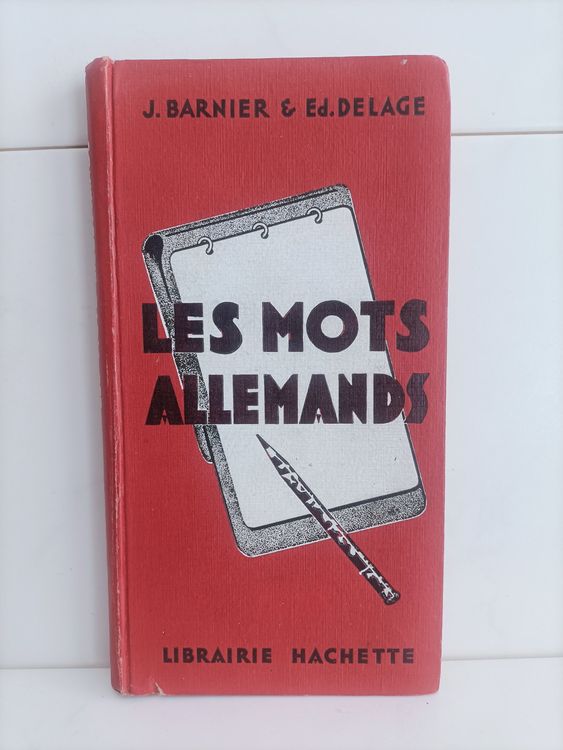 J. BARNIER & Ed. DELAGE
LES MOTS
ALLEMANDS
LIBRAIRIE HACHETTE